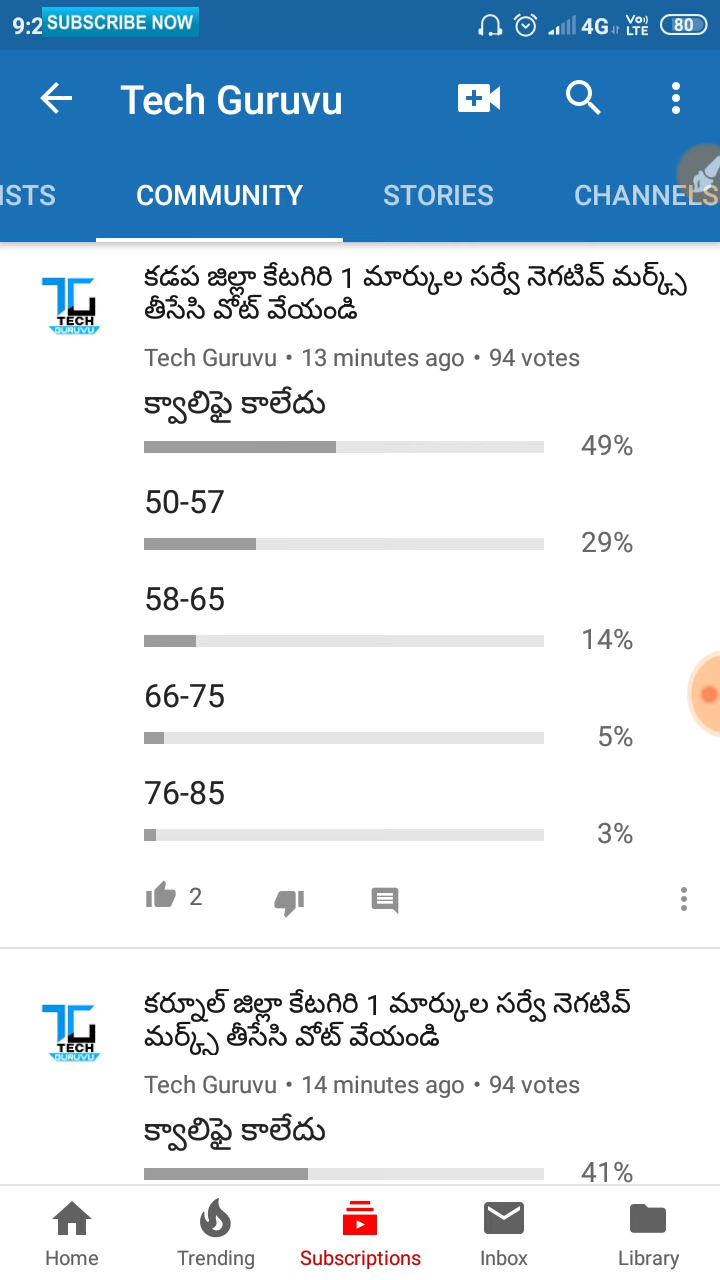 9:2 SUBSCRIBE NOW 4G Vo)) LTE 80
Tech Guruvu
ISTS COMMUNITY STORIES CHANNELS
కడప జిల్లా కేటగిరి 1 మార్కుల సర్వే నెగటివ్ మర్క్స్
తీసేసి వోట్ వేయండి
TECH
GURUVU
Tech Guruvu • 13 minutes ago • 94 votes
క్వాలిఫై కాలేదు
49%
50-57
29%
58-65
14%
66-75
5%
76-85
3%
2
కర్నూల్ జిల్లా కేటగిరి 1 మార్కుల సర్వే నెగటివ్
మర్క్స్ తీసేసి వోట్ వేయండి
TECH
GURUVU
Tech Guruvu • 14 minutes ago • 94 votes
క్వాలిఫై కాలేదు
41%
Home Trending Subscriptions Inbox Library